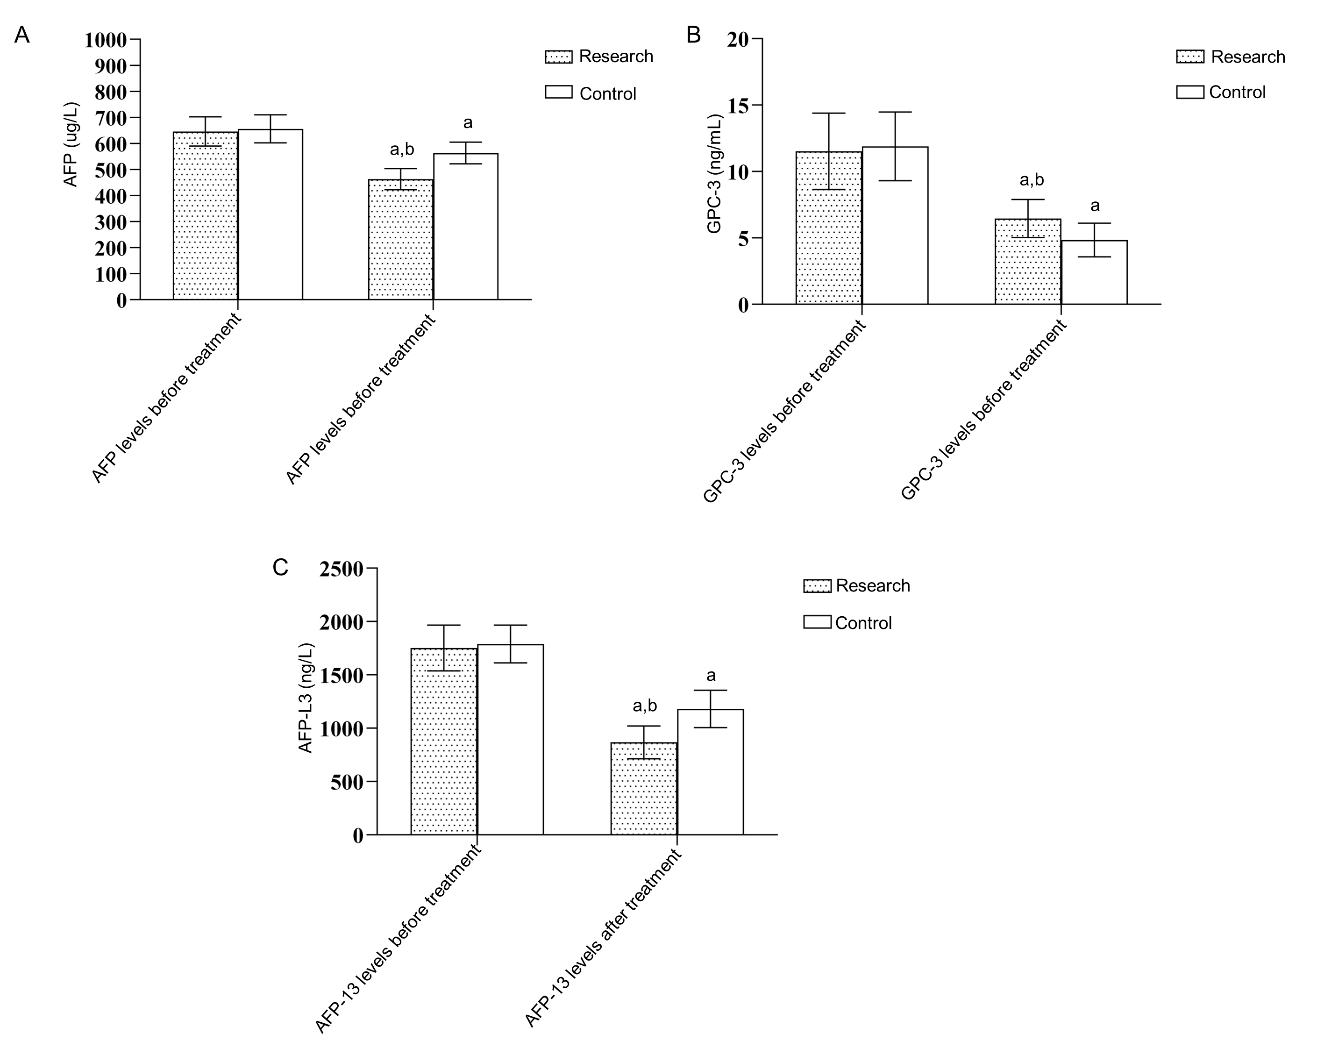 A
AFP (ug/L)
1000
900
800
700
600
500
400
300
200
100
0
a,b
a
Research
Control
AFP levels before treatment
AFP levels before treatment
B
GPC-3 (ng/mL)
20
15
10
5
0
a,b
a
Research
Control
GPC-3 levels before treatment
GPC-3 levels before treatment
C
AFP-L3 (ng/L)
2500
2000
1500
1000
500
0
a,b
a
Research
Control
AFP-13 levels before treatment
AFP-13 levels after treatment